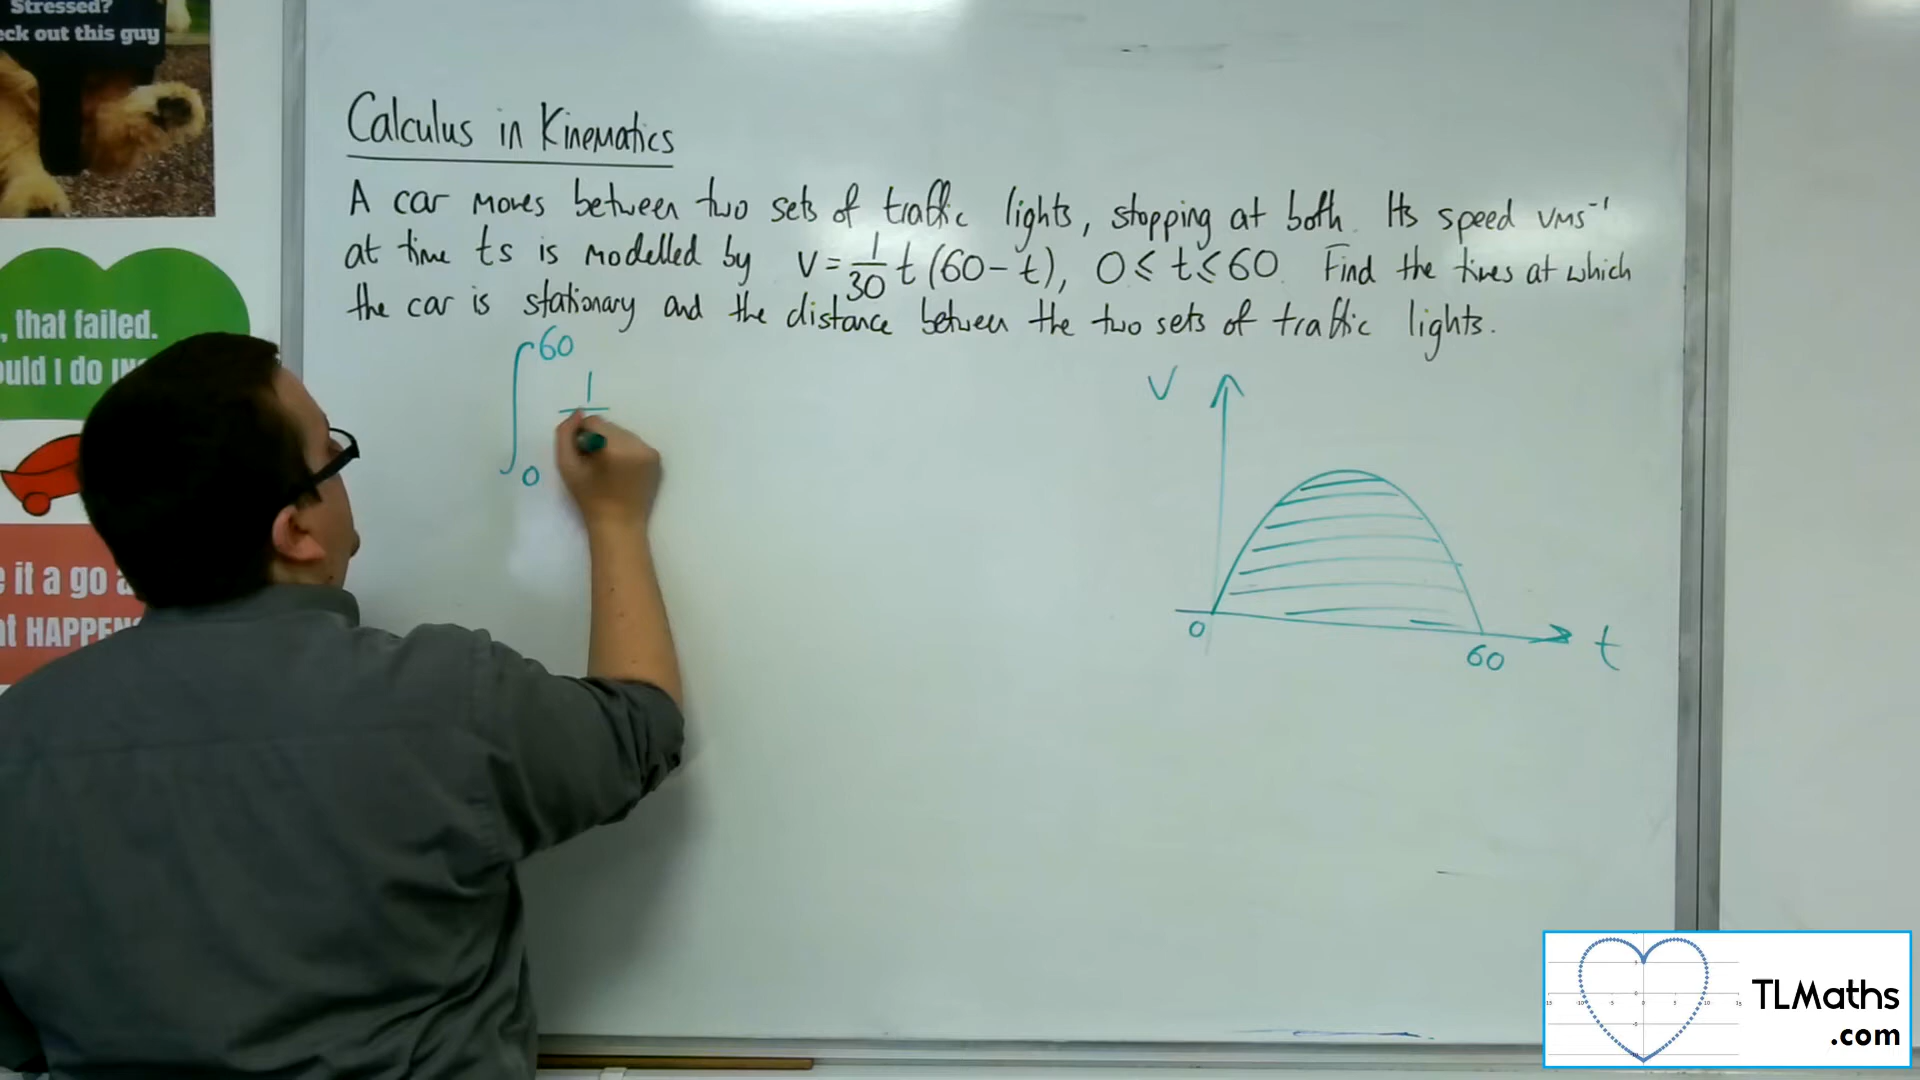 Stressed?
eck out this guy
, that failed.
ould I do IN
e it a go a
at HAPPEN
Calculus in Kinematics
A car moves between two sets of traffic lights, stopping at both. Its speed vms⁻¹
at time ts is modelled by v = 1/30 t (60 - t), 0 ≤ t ≤ 60. Find the times at which
the car is stationary and the distance between the two sets of traffic lights.
∫ 60 0 1
V
0
60
t
TLMaths
.com